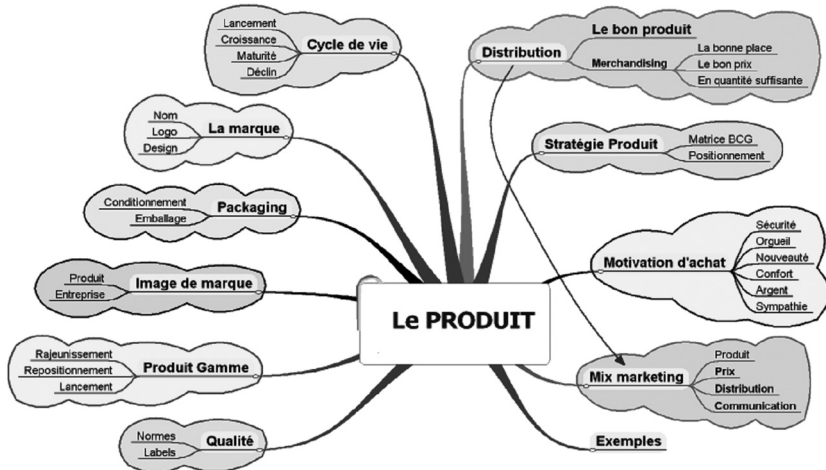 Lancement
Croissance
Maturité
Déclin
Cycle de vie
Nom
Logo
Design
La marque
Conditionnement
Emballage
Packaging
Produit
Entreprise
Image de marque
Rajeunissement
Repositionnement
Lancement
Produit Gamme
Normes
Labels
Qualité
Le PRODUIT
Distribution
Le bon produit
Merchandising
La bonne place
Le bon prix
En quantité suffisante
Stratégie Produit
Matrice BCG
Positionnement
Motivation d'achat
Sécurité
Orgueil
Nouveauté
Confort
Argent
Sympathie
Mix marketing
Produit
Prix
Distribution
Communication
Exemples